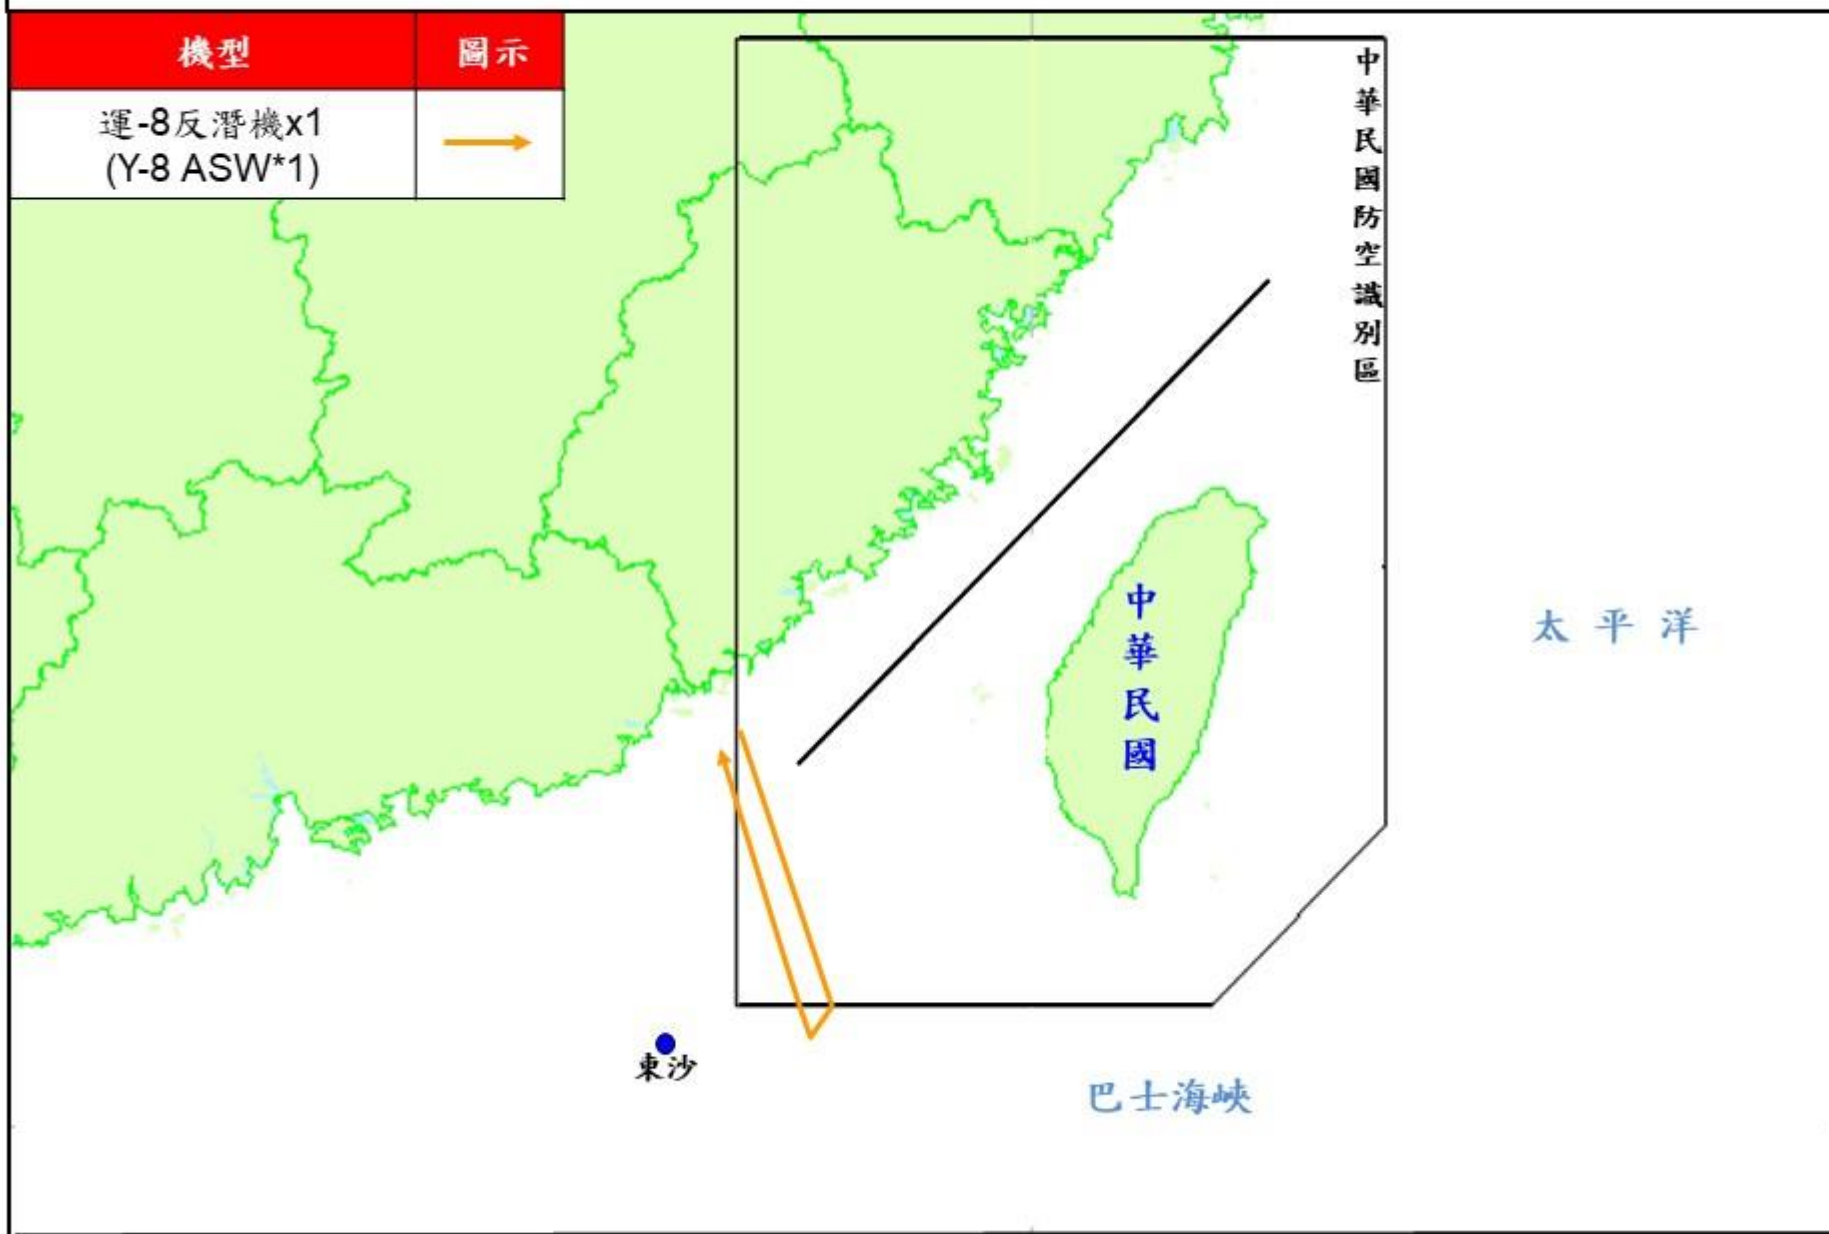 機型
圖示
運-8反潛機x1
(Y-8 ASW*1)
中華民國防空識別區
中華民國
太平洋
東沙
巴士海峽